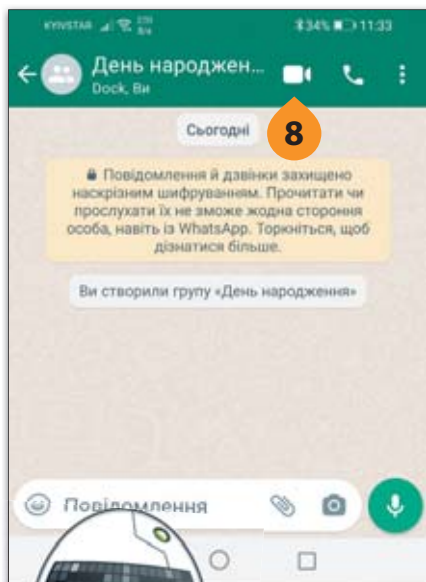 KYIVSTAR
34% 11:33
День народжен...
Dock, Ви
8
Сьогодні
Повідомлення й дзвінки захищено
наскрізним шифруванням. Прочитати чи
прослухати їх не зможе жодна стороння
особа, навіть із WhatsApp. Торкніться, щоб
дізнатися більше.
Ви створили групу «День народження»
Повідомлення